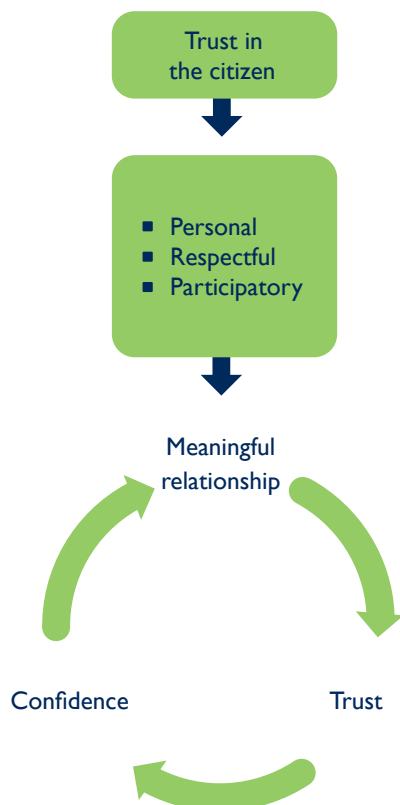 Trust in
the citizen
▪ Personal
▪ Respectful
▪ Participatory
Meaningful
relationship
Confidence
Trust